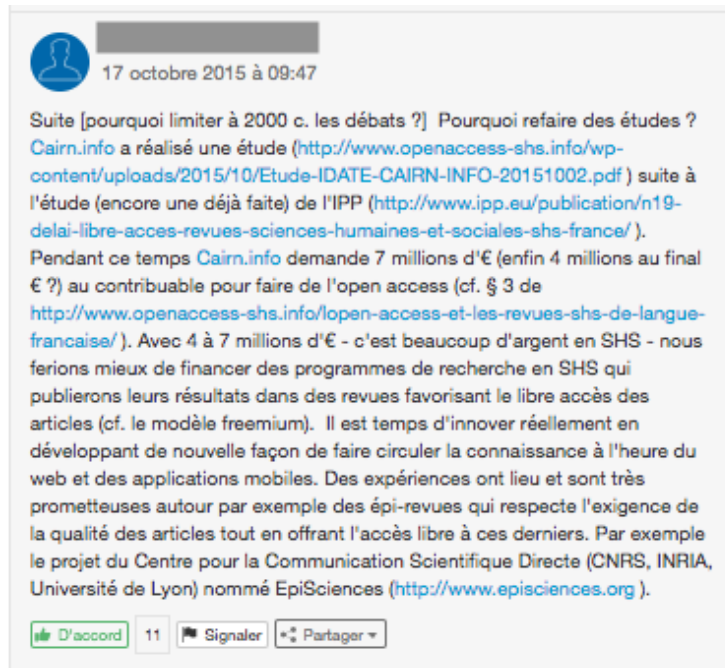 17 octobre 2015 à 09:47
Suite [pourquoi limiter à 2000 c. les débats ?]  Pourquoi refaire des études ?
Cairn.info a réalisé une étude (http://www.openaccess-shs.info/wp-
content/uploads/2015/10/Etude-IDATE-CAIRN-INFO-20151002.pdf ) suite à
l'étude (encore une déjà faite) de l'IPP (http://www.ipp.eu/publication/n19-
delai-libre-acces-revues-sciences-humaines-et-sociales-shs-france/ ).
Pendant ce temps Cairn.info demande 7 millions d'€ (enfin 4 millions au final
€ ?) au contribuable pour faire de l'open access (cf. § 3 de
http://www.openaccess-shs.info/lopen-access-et-les-revues-shs-de-langue-
francaise/ ). Avec 4 à 7 millions d'€ - c'est beaucoup d'argent en SHS - nous
ferions mieux de financer des programmes de recherche en SHS qui
publierons leurs résultats dans des revues favorisant le libre accès des
articles (cf. le modèle freemium).  Il est temps d'innover réellement en
développant de nouvelle façon de faire circuler la connaissance à l'heure du
web et des applications mobiles. Des expériences ont lieu et sont très
prometteuses autour par exemple des épi-revues qui respecte l'exigence de
la qualité des articles tout en offrant l'accès libre à ces derniers. Par exemple
le projet du Centre pour la Communication Scientifique Directe (CNRS, INRIA,
Université de Lyon) nommé EpiSciences (http://www.episciences.org ).
D'accord 11 Signaler Partager